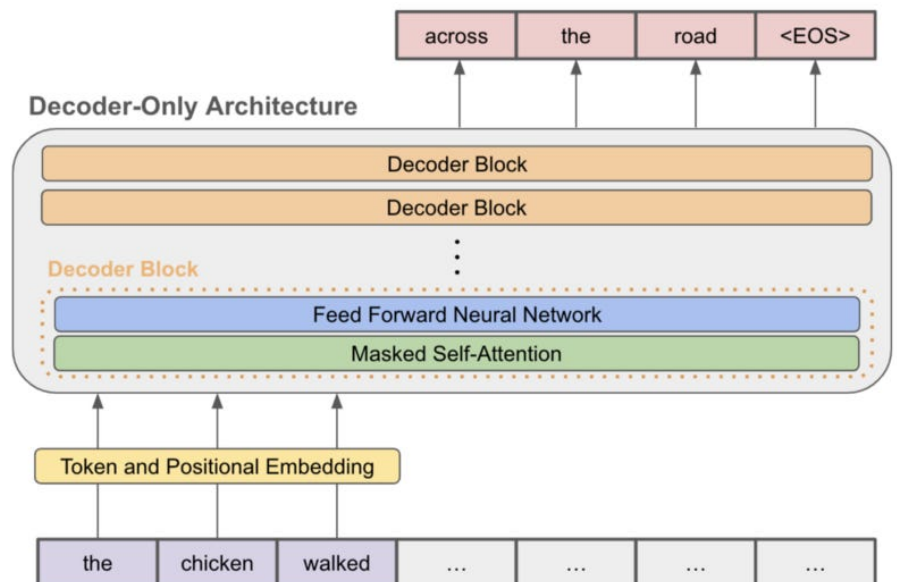 across the road <EOS>
Decoder-Only Architecture
Decoder Block
Decoder Block
Decoder Block
Feed Forward Neural Network
Masked Self-Attention
Token and Positional Embedding
the chicken walked ... ... ... ...